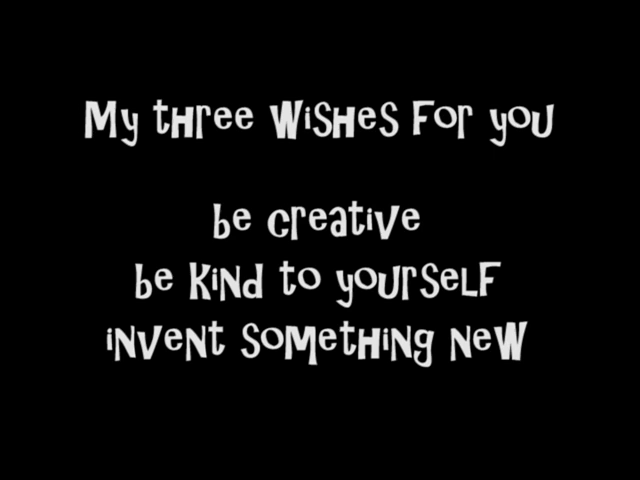 My three wishes for you
be creative
be kind to yourself
invent something new